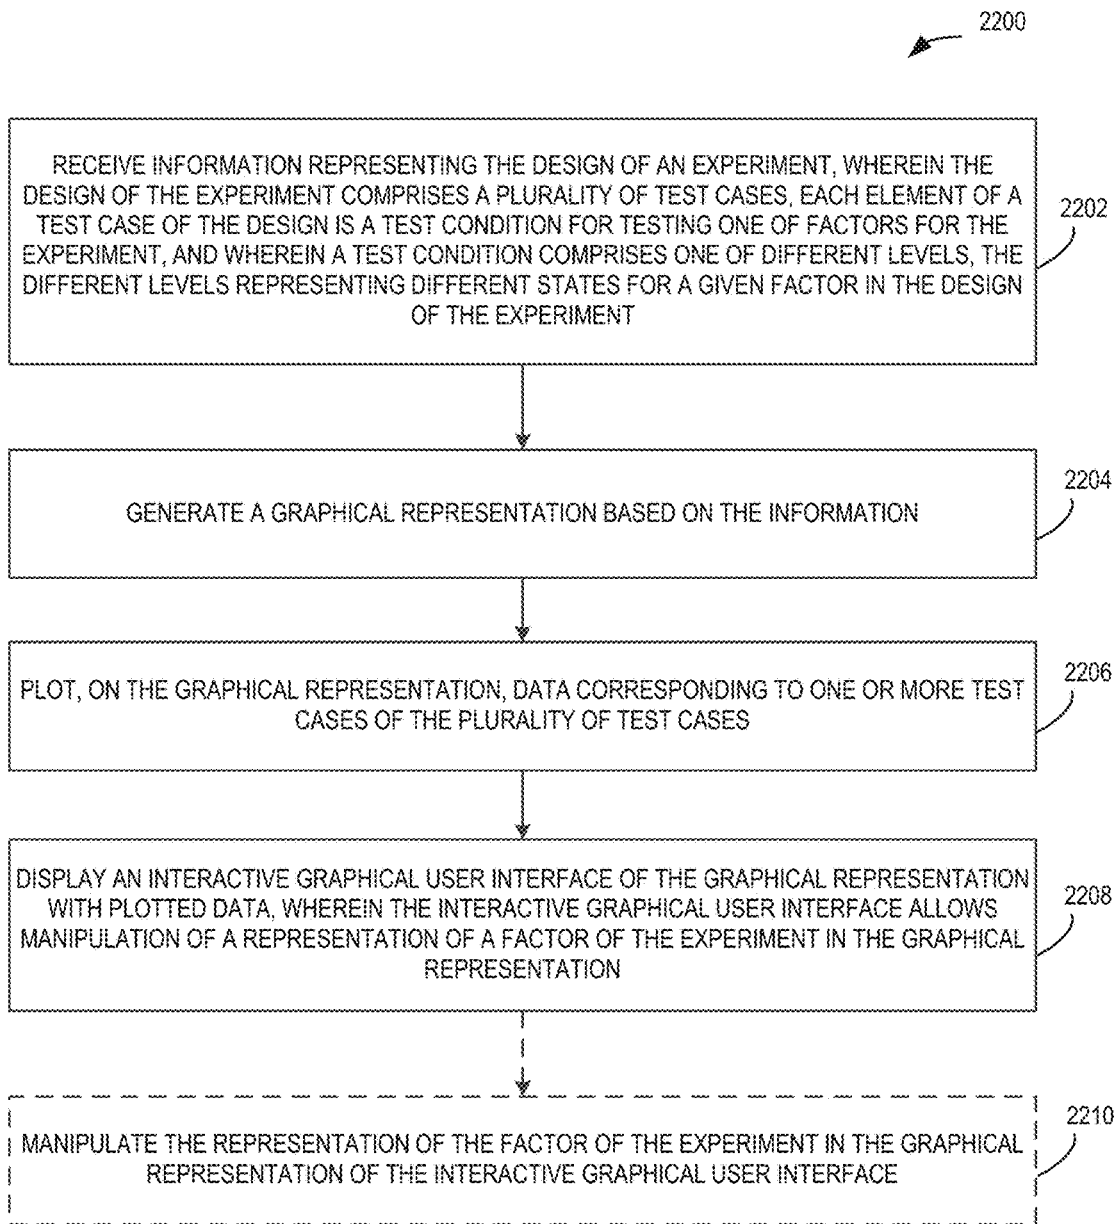 2200
RECEIVE INFORMATION REPRESENTING THE DESIGN OF AN EXPERIMENT, WHEREIN THE
DESIGN OF THE EXPERIMENT COMPRISES A PLURALITY OF TEST CASES, EACH ELEMENT OF A
TEST CASE OF THE DESIGN IS A TEST CONDITION FOR TESTING ONE OF FACTORS FOR THE
EXPERIMENT, AND WHEREIN A TEST CONDITION COMPRISES ONE OF DIFFERENT LEVELS, THE
DIFFERENT LEVELS REPRESENTING DIFFERENT STATES FOR A GIVEN FACTOR IN THE DESIGN
OF THE EXPERIMENT
2202
GENERATE A GRAPHICAL REPRESENTATION BASED ON THE INFORMATION
2204
PLOT, ON THE GRAPHICAL REPRESENTATION, DATA CORRESPONDING TO ONE OR MORE TEST
CASES OF THE PLURALITY OF TEST CASES
2206
DISPLAY AN INTERACTIVE GRAPHICAL USER INTERFACE OF THE GRAPHICAL REPRESENTATION
WITH PLOTTED DATA, WHEREIN THE INTERACTIVE GRAPHICAL USER INTERFACE ALLOWS
MANIPULATION OF A REPRESENTATION OF A FACTOR OF THE EXPERIMENT IN THE GRAPHICAL
REPRESENTATION
2208
MANIPULATE THE REPRESENTATION OF THE FACTOR OF THE EXPERIMENT IN THE GRAPHICAL
REPRESENTATION OF THE INTERACTIVE GRAPHICAL USER INTERFACE
2210